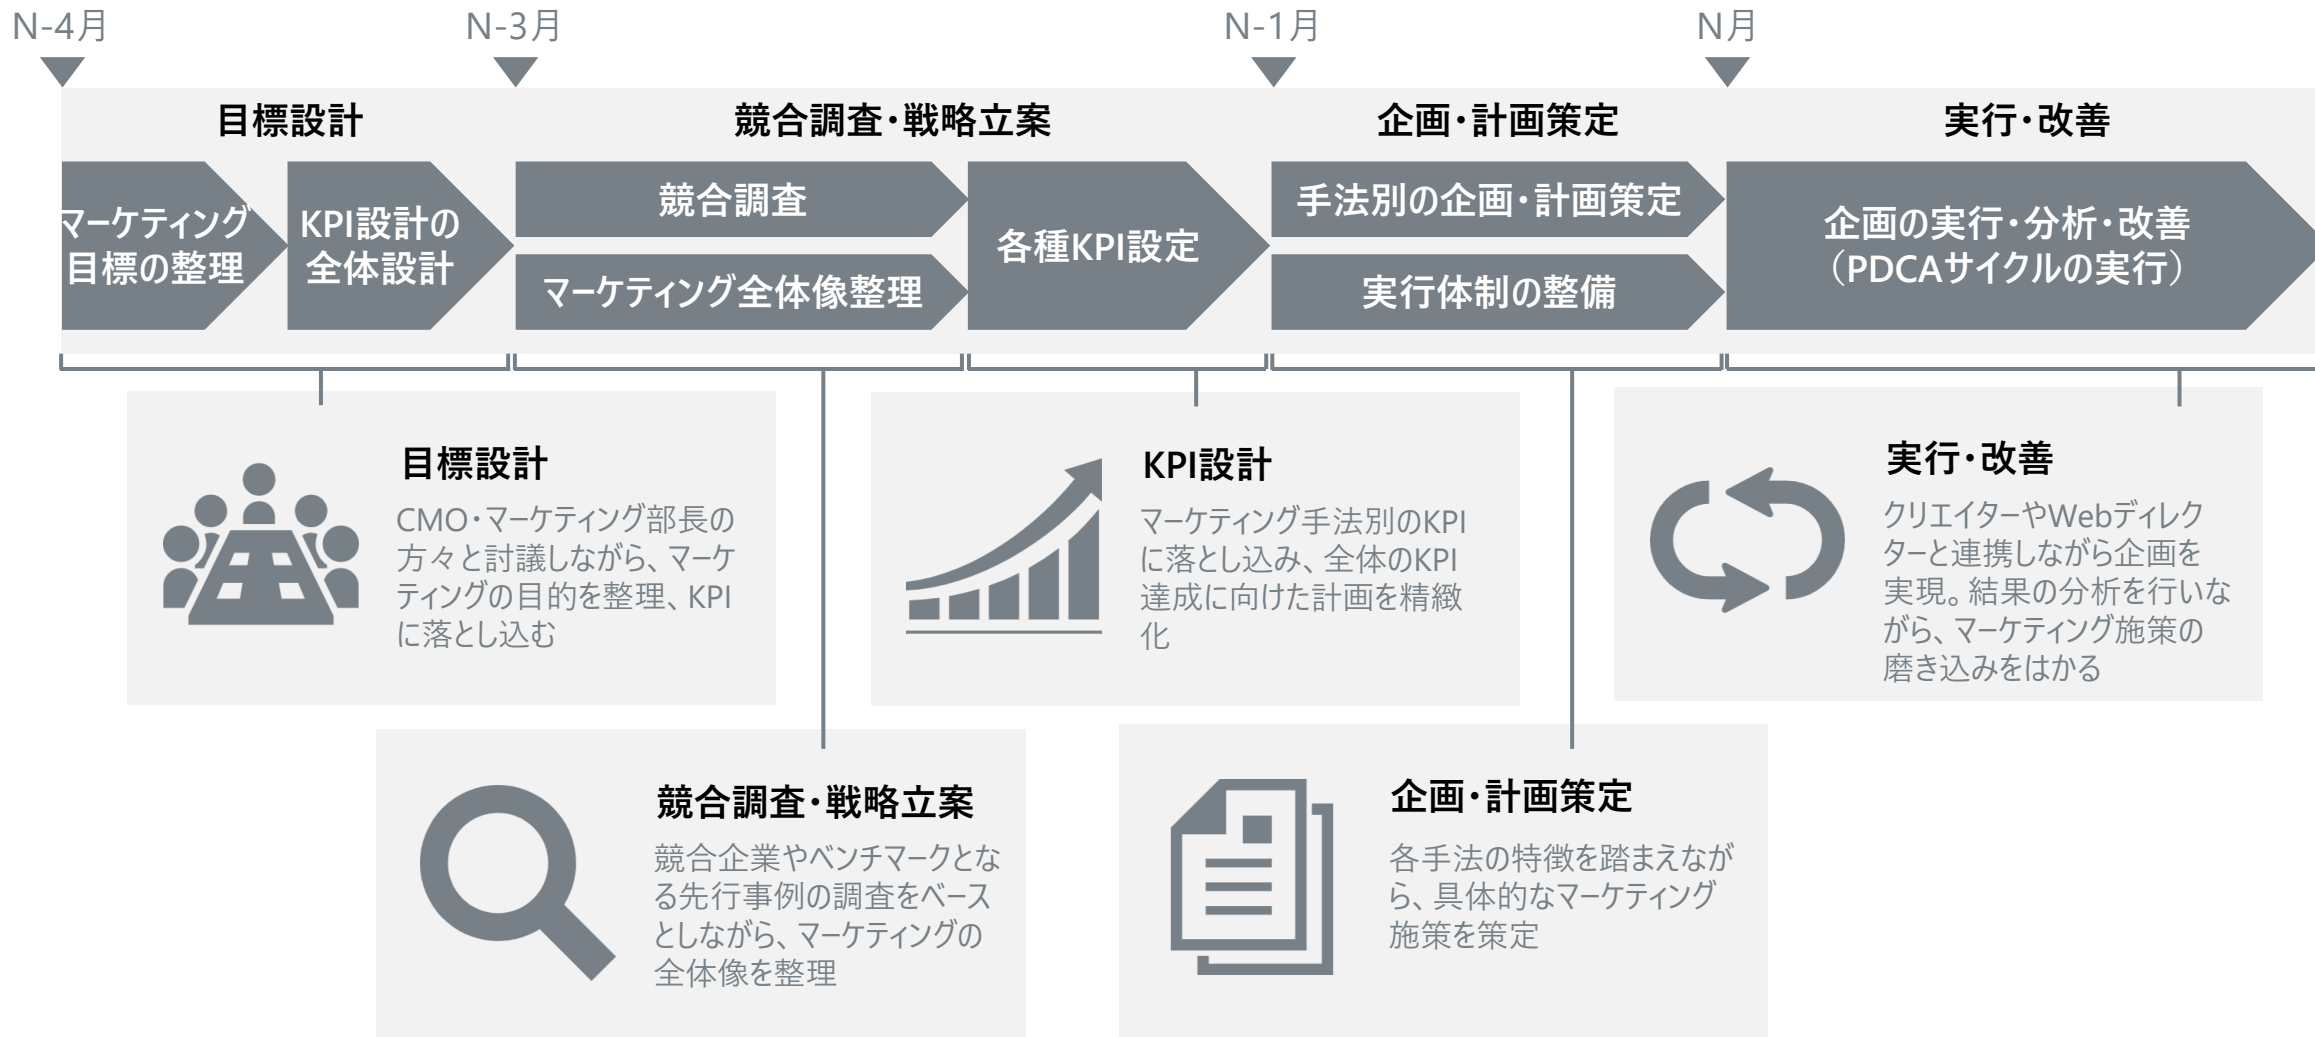 N-4月
N-3月
N-1月
N月
目標設計
競合調査・戦略立案
企画・計画策定
実行・改善
マーケティング
目標の整理
KPI設計の
全体設計
競合調査
マーケティング全体像整理
各種KPI設定
手法別の企画・計画策定
実行体制の整備
企画の実行・分析・改善
（PDCAサイクルの実行）
目標設計
CMO・マーケティング部長の
方々と討議しながら、マーケ
ティングの目的を整理、KPI
に落とし込む
KPI設計
マーケティング手法別のKPI
に落とし込み、全体のKPI
達成に向けた計画を精緻
化
実行・改善
クリエイターやWebディレク
ターと連携しながら企画を
実現。結果の分析を行いな
がら、マーケティング施策の
磨き込みをはかる
競合調査・戦略立案
競合企業やベンチマークとな
る先行事例の調査をベース
としながら、マーケティングの
全体像を整理
企画・計画策定
各手法の特徴を踏まえなが
ら、具体的なマーケティング
施策を策定